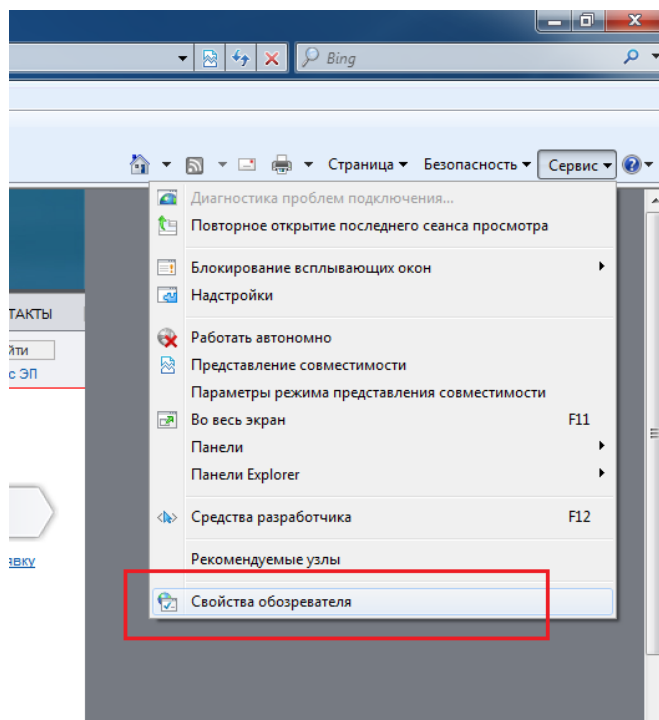 Bing
Страница Безопасность Сервис
Диагностика проблем подключения...
Повторное открытие последнего сеанса просмотра
Блокирование всплывающих окон
Надстройки
ТАКТЫ
Работать автономно
йти
Представление совместимости
с ЭП
Параметры режима представления совместимости
Во весь экран F11
Панели
Панели Explorer
Средства разработчика F12
Рекомендуемые узлы
явку
Свойства обозревателя